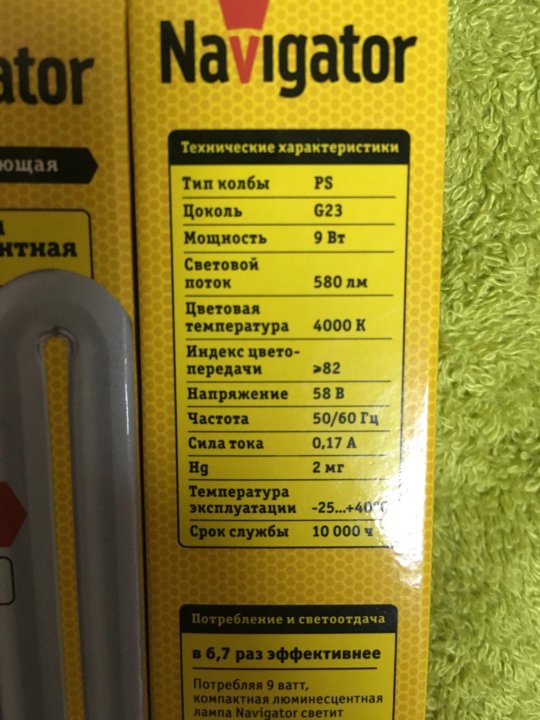 Navigator
ator
Технические характеристики
Тип колбы PS
Цоколь G23
Мощность 9 Вт
Световой
поток 580 лм
Цветовая
температура 4000 K
Индекс цвето-
передачи ≥82
Напряжение 58 В
Частота 50/60 Гц
Сила тока 0,17 А
Hg 2 мг
Температура
эксплуатации -25...+40°C
Срок службы 10 000 ч
ющая
нтная
Потребление и светоотдача
в 6,7 раз эффективнее
Потребляя 9 ватт,
компактная люминесцентная
лампа Navigator светит